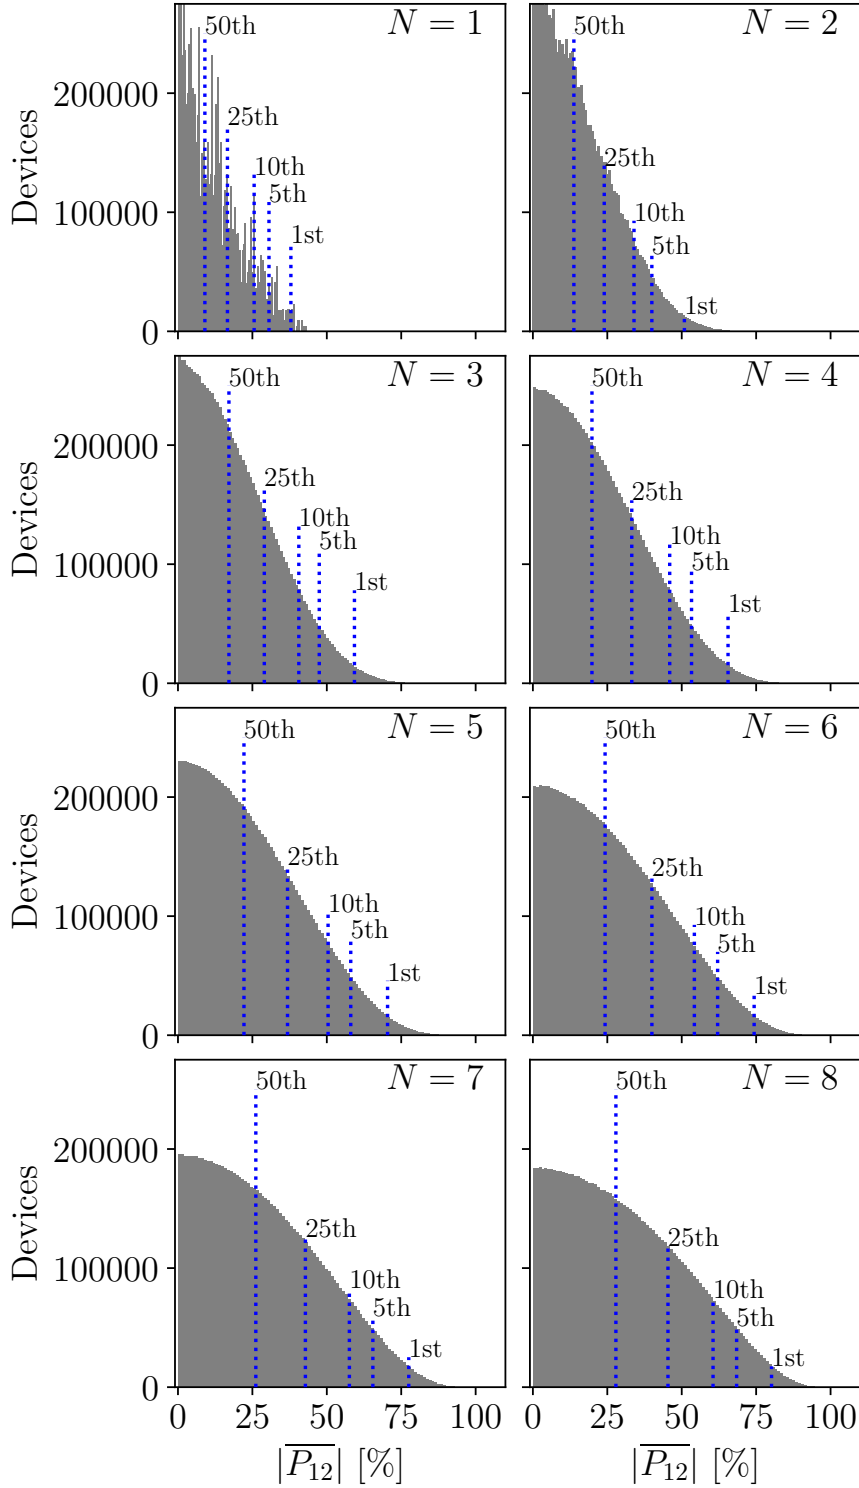 N = 1
50th
25th
10th
5th
1st
200000
100000
0
Devices
N = 2
50th
25th
10th
5th
1st
N = 3
50th
25th
10th
5th
1st
200000
100000
0
Devices
N = 4
50th
25th
10th
5th
1st
N = 5
50th
25th
10th
5th
1st
200000
100000
0
Devices
N = 6
50th
25th
10th
5th
1st
N = 7
50th
25th
10th
5th
1st
200000
100000
0
Devices
0 25 50 75 100
|P̅₁₂| [%]
N = 8
50th
25th
10th
5th
1st
0 25 50 75 100
|P̅₁₂| [%]